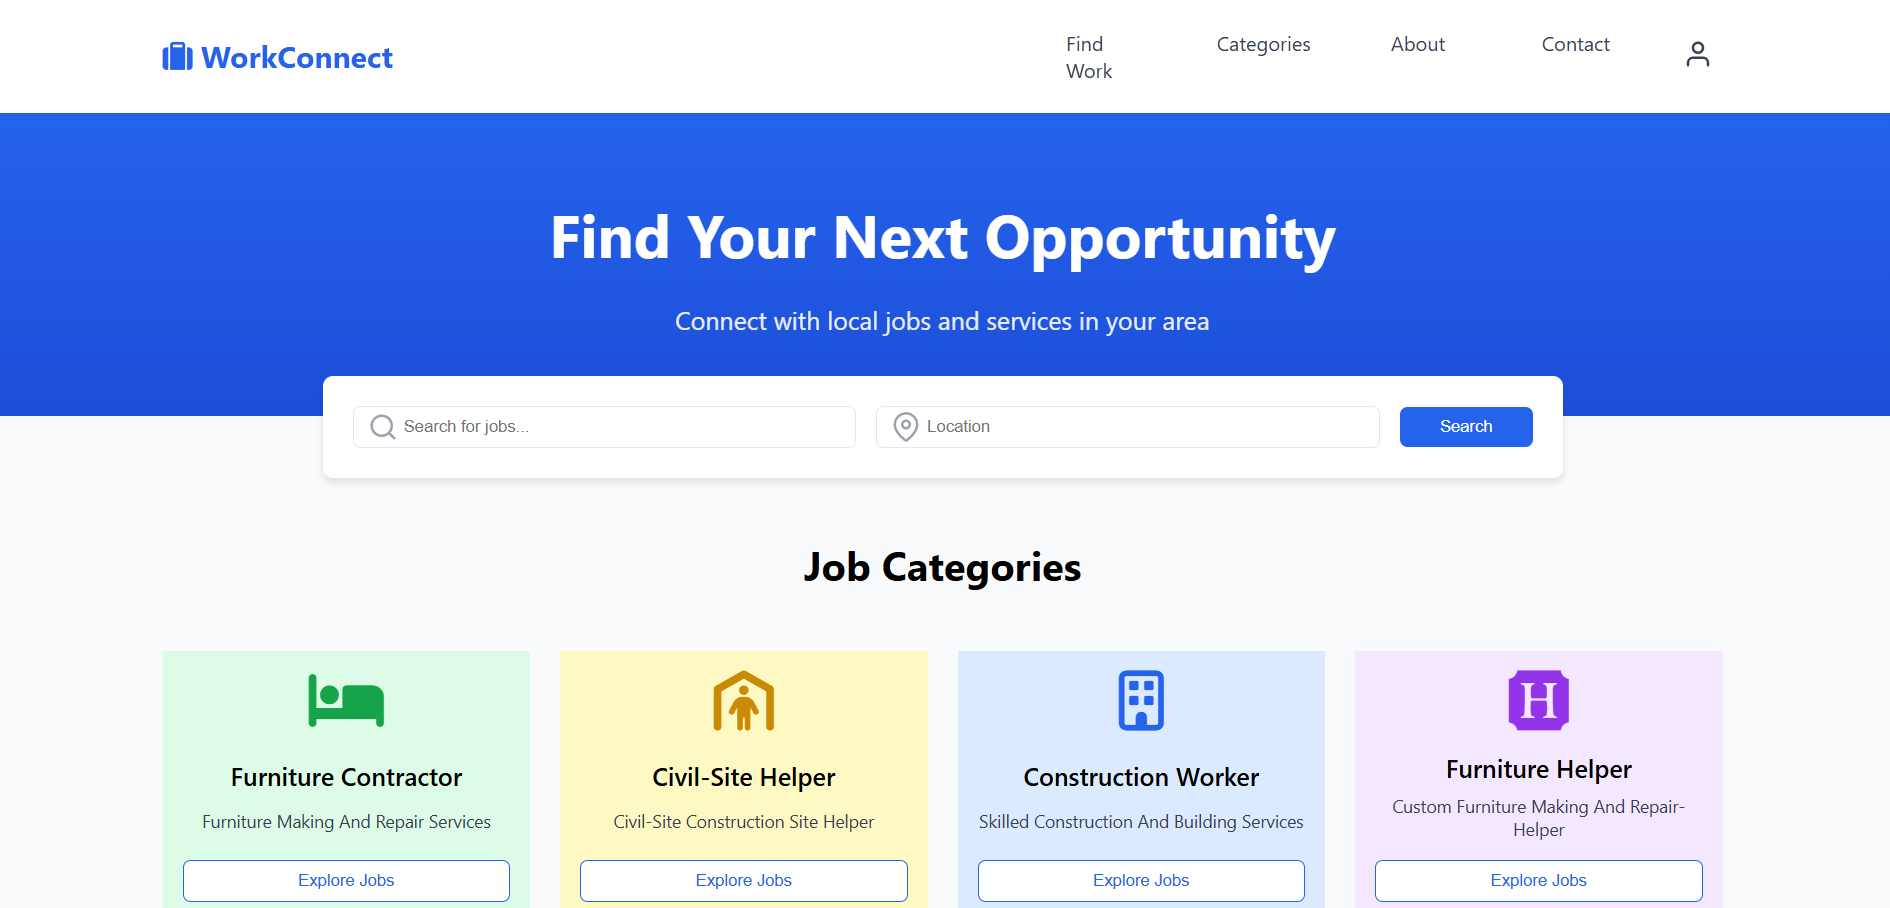 WorkConnect
Find
Work
Categories
About
Contact
Find Your Next Opportunity
Connect with local jobs and services in your area
Search for jobs...
Location
Search
Job Categories
Furniture Contractor
Furniture Making And Repair Services
Explore Jobs
Civil-Site Helper
Civil-Site Construction Site Helper
Explore Jobs
Construction Worker
Skilled Construction And Building Services
Explore Jobs
H
Furniture Helper
Custom Furniture Making And Repair-
Helper
Explore Jobs